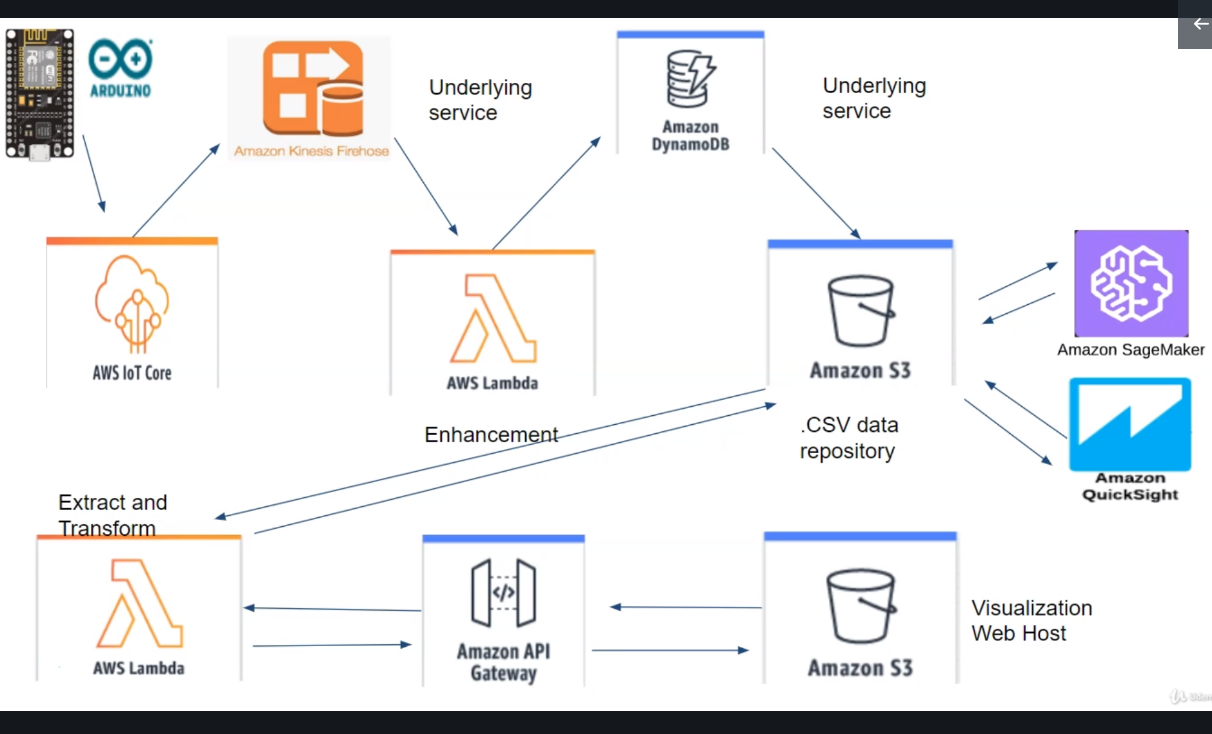 ARDUINO
Amazon Kinesis Firehose
Underlying
service
Amazon
DynamoDB
Underlying
service
AWS IoT Core
AWS Lambda
Enhancement
Amazon S3
.CSV data
repository
Amazon SageMaker
Amazon
QuickSight
Extract and
Transform
AWS Lambda
</>
Amazon API
Gateway
Amazon S3
Visualization
Web Host